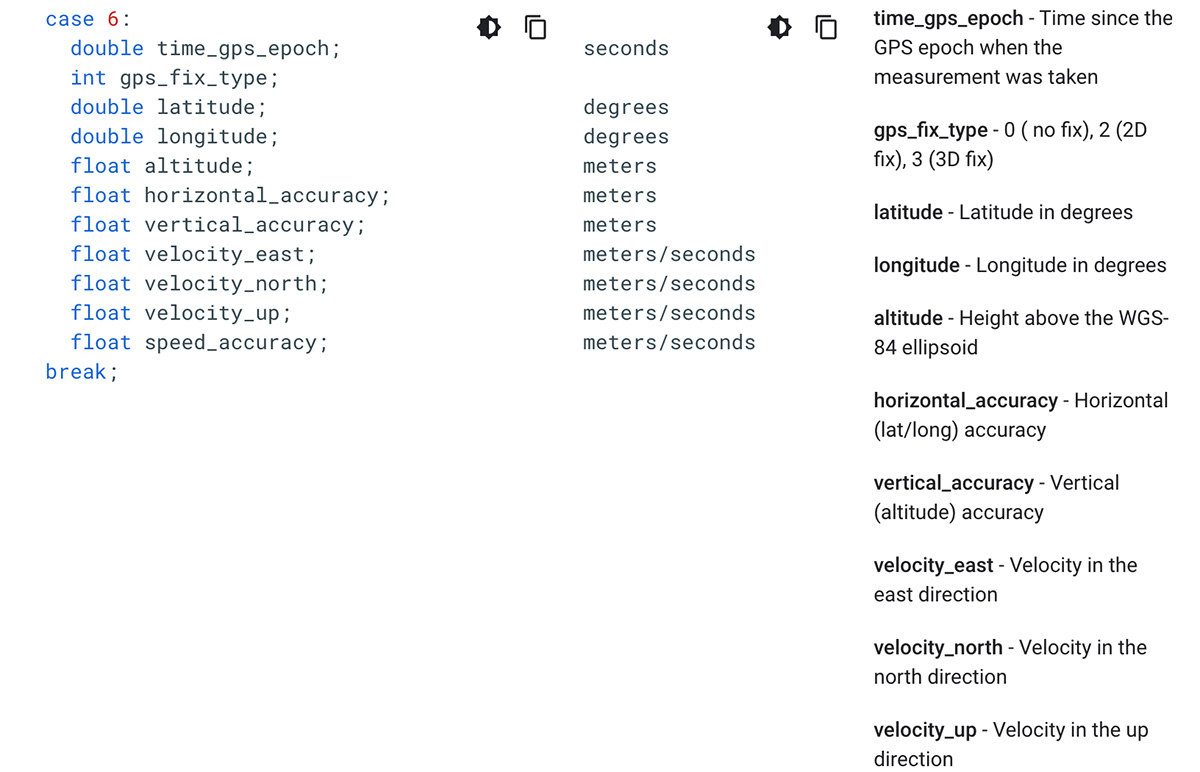 case 6:
double time_gps_epoch;
int gps_fix_type;
double latitude;
double longitude;
float altitude;
float horizontal_accuracy;
float vertical_accuracy;
float velocity_east;
float velocity_north;
float velocity_up;
float speed_accuracy;
break;
seconds
degrees
degrees
meters
meters
meters
meters/seconds
meters/seconds
meters/seconds
meters/seconds
time_gps_epoch - Time since the
GPS epoch when the
measurement was taken
gps_fix_type - 0 ( no fix), 2 (2D
fix), 3 (3D fix)
latitude - Latitude in degrees
longitude - Longitude in degrees
altitude - Height above the WGS-
84 ellipsoid
horizontal_accuracy - Horizontal
(lat/long) accuracy
vertical_accuracy - Vertical
(altitude) accuracy
velocity_east - Velocity in the
east direction
velocity_north - Velocity in the
north direction
velocity_up - Velocity in the up
direction